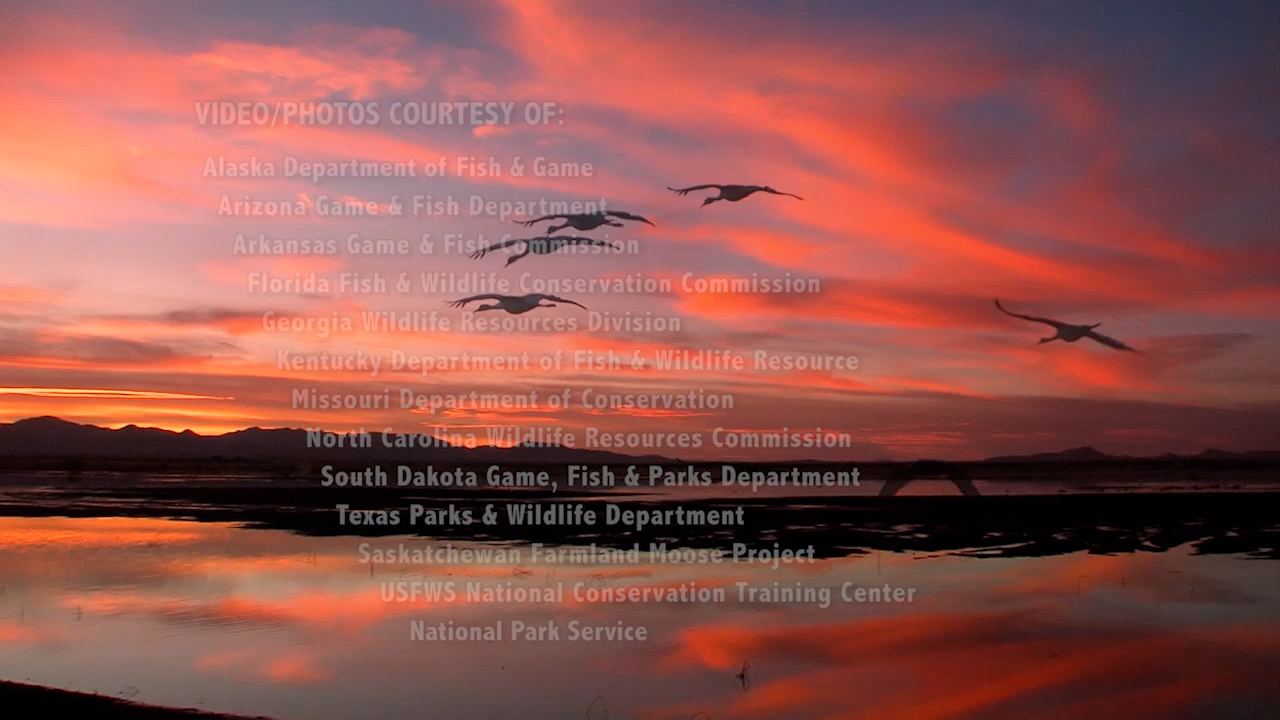 VIDEO/PHOTOS COURTESY OF:
Alaska Department of Fish & Game
Arizona Game & Fish Department
Arkansas Game & Fish Commission
Florida Fish & Wildlife Conservation Commission
Georgia Wildlife Resources Division
Kentucky Department of Fish & Wildlife Resource
Missouri Department of Conservation
North Carolina Wildlife Resources Commission
South Dakota Game, Fish & Parks Department
Texas Parks & Wildlife Department
Saskatchewan Farmland Moose Project
USFWS National Conservation Training Center
National Park Service